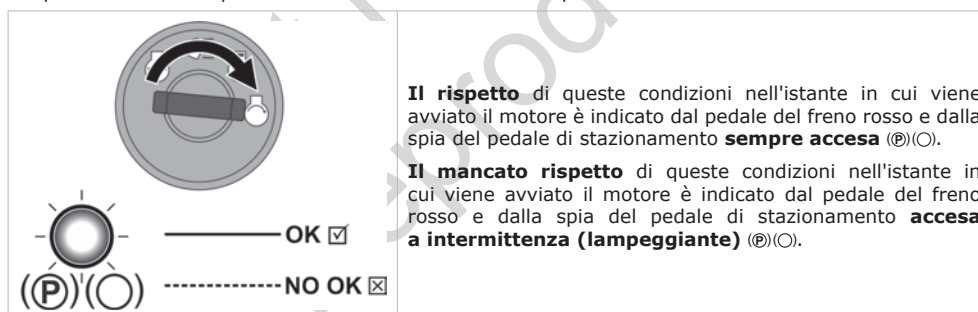 Il rispetto di queste condizioni nell'istante in cui viene
avviato il motore è indicato dal pedale del freno rosso e dalla
spia del pedale di stazionamento sempre accesa (P)(○).
Il mancato rispetto di queste condizioni nell'istante in
cui viene avviato il motore è indicato dal pedale del freno
rosso e dalla spia del pedale di stazionamento accesa
a intermittenza (lampeggiante) (P)(○).
OK ☑
((P))(○) NO OK ☒